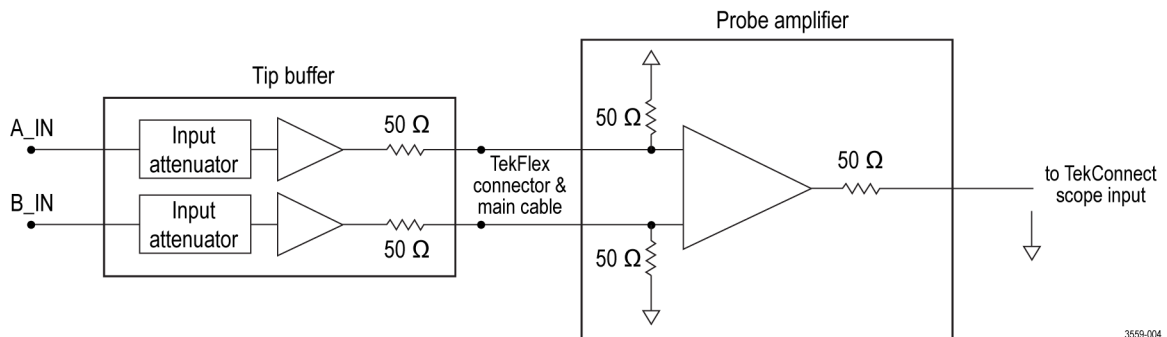 Probe amplifier
Tip buffer
A_IN
Input
attenuator
50 Ω
50 Ω
50 Ω
TekFlex
connector &
main cable
to TekConnect
scope input
B_IN
Input
attenuator
50 Ω
50 Ω
3559-004